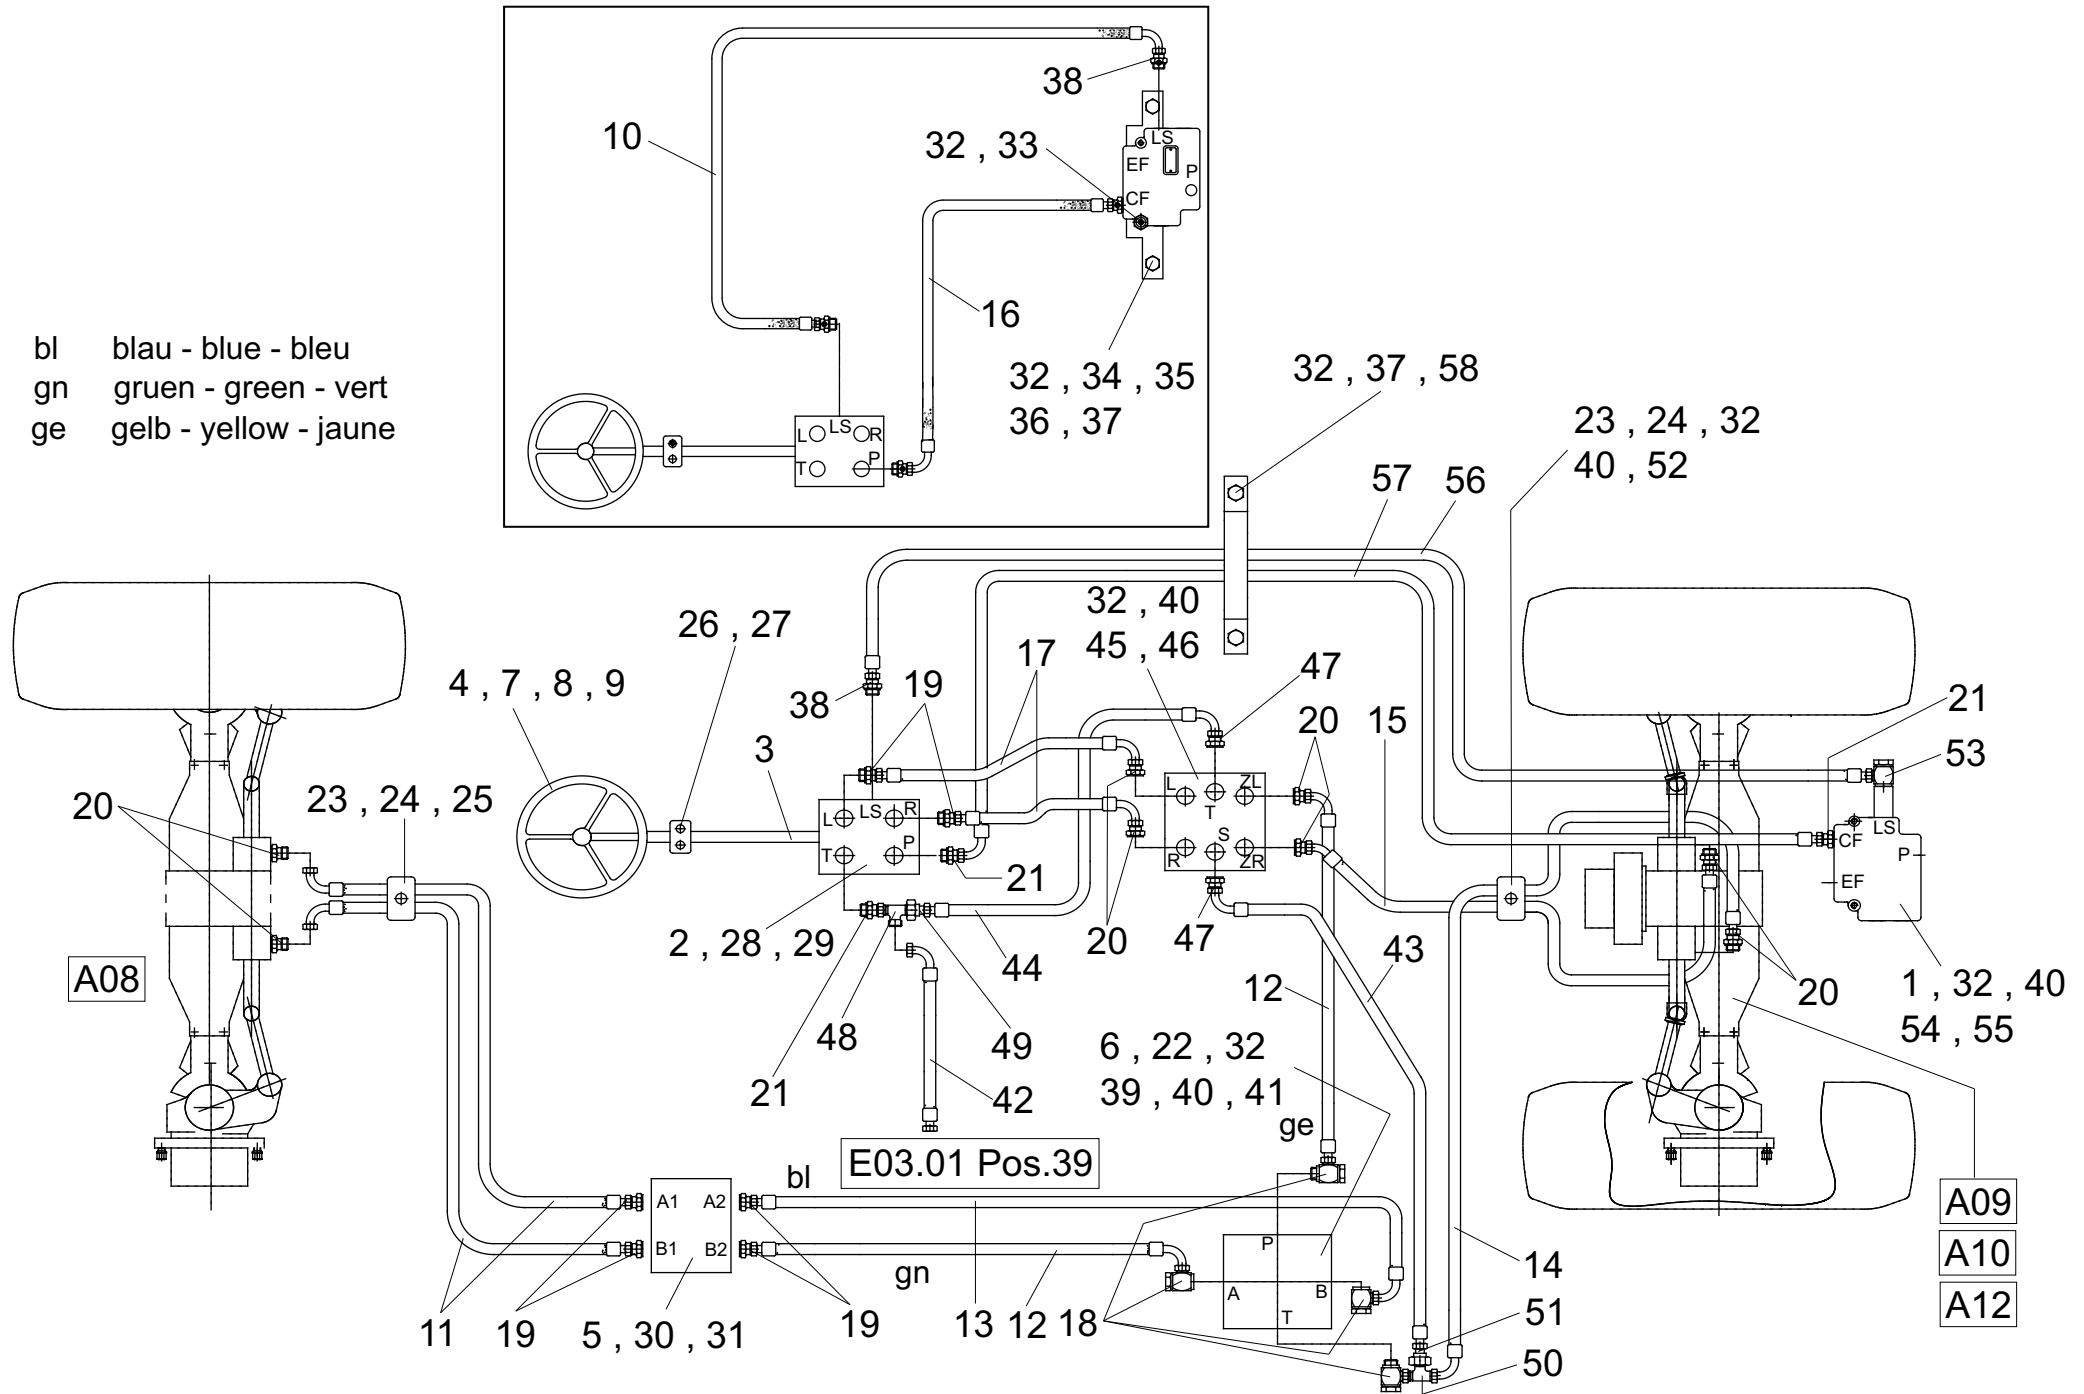 38
10
32 , 33
LS
EF
P
CF
16
32 , 34 , 35
36 , 37
L
LS
R
T
P
bl blau - blue - bleu
gn gruen - green - vert
ge gelb - yellow - jaune
32 , 37 , 58
23 , 24 , 32
40 , 52
57
56
26 , 27
32 , 40
45 , 46
4 , 7 , 8 , 9
17
47
38
19
20
15
21
3
53
20
23 , 24 , 25
L
LS
R
T
P
L
T
ZL
R
S
ZR
LS
CF
P
EF
21
2 , 28 , 29
44
20
47
43
A08
12
20
1 , 32 , 40
54 , 55
48
49
6 , 22 , 32
39 , 40 , 41
21
42
ge
E03.01 Pos.39
bl
A1
A2
B1
B2
gn
P
A
B
T
A09
A10
A12
14
11
19
5 , 30 , 31
19
13
12
18
51
50